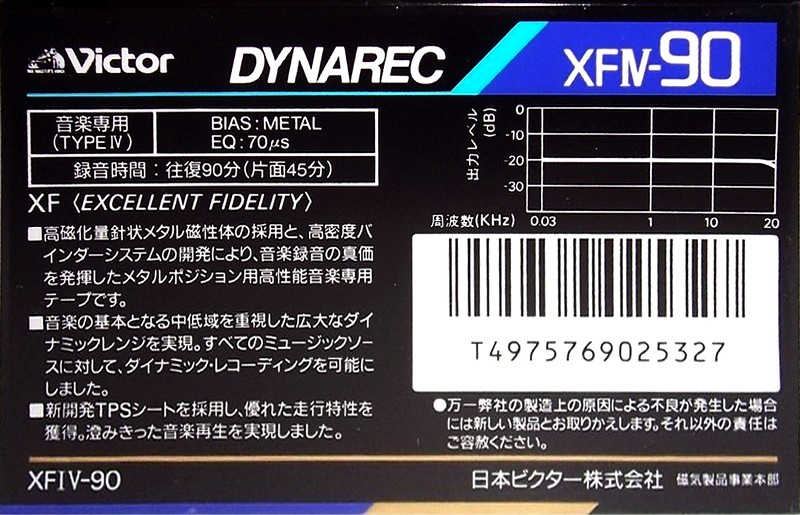 HIS MASTER'S VOICE
Victor
DYNAREC
XFIV-90
音楽専用
(TYPE IV)
BIAS : METAL
EQ : 70μs
録音時間 : 往復90分(片面45分)
XF〈EXCELLENT FIDELITY〉
■高磁化量針状メタル磁性体の採用と、高密度バ
インダーシステムの開発により、音楽録音の真価
を発揮したメタルポジション用高性能音楽専用
テープです。
■音楽の基本となる中低域を重視した広大なダイ
ナミックレンジを実現。すべてのミュージックソー
スに対して、ダイナミック・レコーディングを可能に
しました。
■新開発TPSシートを採用し、優れた走行特性を
獲得。澄みきった音楽再生を実現しました。
出力レベル
(dB)
0
-10
-20
-30
周波数(KHz)
0.03
1
10
20
T4975769025327
●万一弊社の製造上の原因による不良が発生した場合
には新しい製品とお取りかえします。それ以外の責任は
ご容赦ください。
XFIV-90
日本ビクター株式会社 磁気製品事業本部